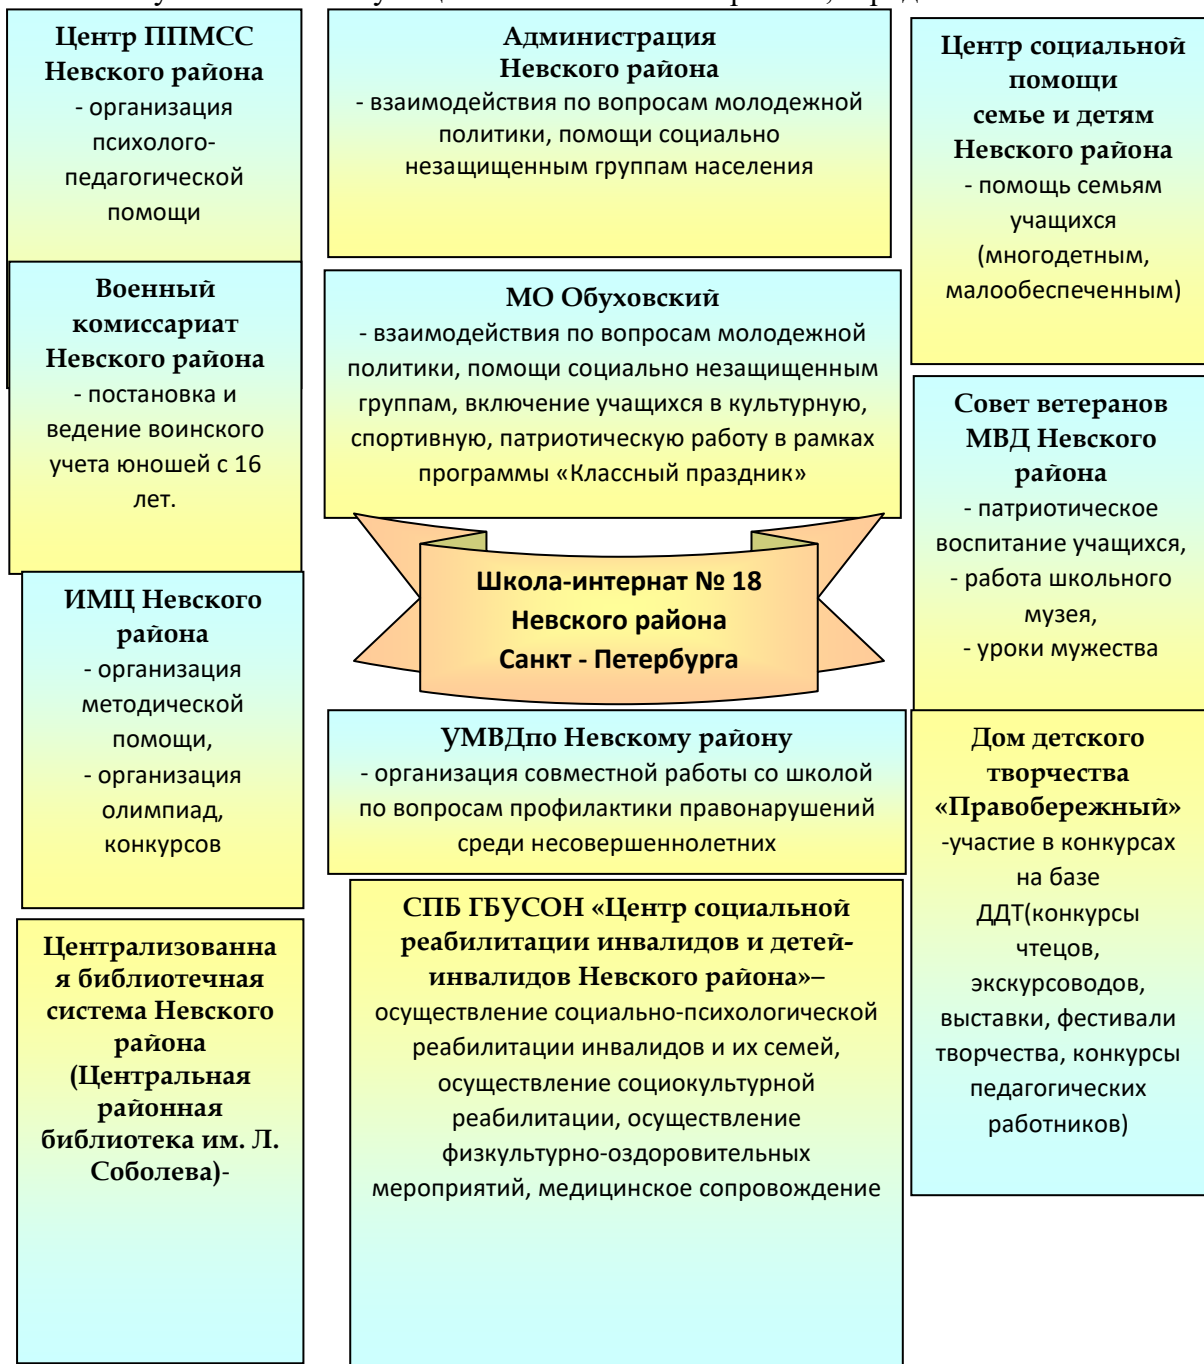 Центр ППМСС
Невского района
- организация
психолого-
педагогической
помощи
Администрация
Невского района
- взаимодействия по вопросам молодежной
политики, помощи социально
незащищенным группам населения
Центр социальной
помощи
семье и детям
Невского района
- помощь семьям
учащихся
(многодетным,
малообеспеченным)
Военный
комиссариат
Невского района
- постановка и
ведение воинского
учета юношей с 16
лет.
МО Обуховский
- взаимодействия по вопросам молодежной
политики, помощи социально незащищенным
группам, включение учащихся в культурную,
спортивную, патриотическую работу в рамках
программы «Классный праздник»
Совет ветеранов
МВД Невского
района
- патриотическое
воспитание учащихся,
- работа школьного
музея,
- уроки мужества
Школа-интернат № 18
Невского района
Санкт - Петербурга
ИМЦ Невского
района
- организация
методической
помощи,
- организация
олимпиад,
конкурсов
УМВДпо Невскому району
- организация совместной работы со школой
по вопросам профилактики правонарушений
среди несовершеннолетних
Дом детского
творчества
«Правобережный»
-участие в конкурсах
на базе
ДДТ(конкурсы
чтецов,
экскурсоводов,
выставки, фестивали
творчества, конкурсы
педагогических
работников)
Централизованна
я библиотечная
система Невского
района
(Центральная
районная
библиотека им. Л.
Соболева)-
СПБ ГБУСОН «Центр социальной
реабилитации инвалидов и детей-
инвалидов Невского района»–
осуществление социально-психологической
реабилитации инвалидов и их семей,
осуществление социокультурной
реабилитации, осуществление
физкультурно-оздоровительных
мероприятий, медицинское сопровождение